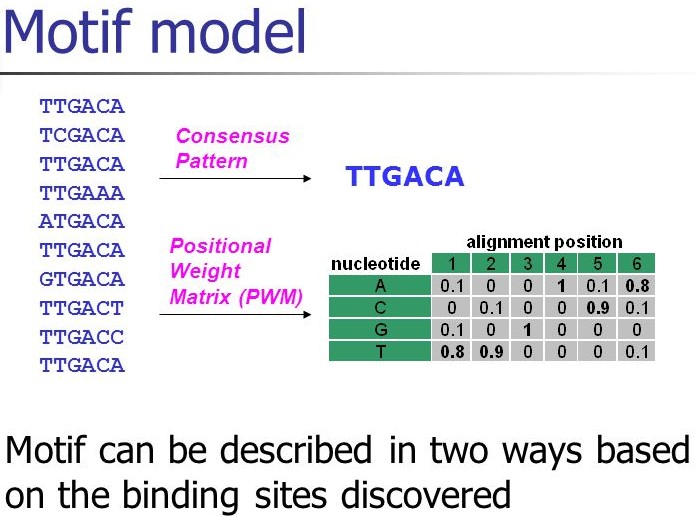 Motif model
TTGACA
TCGACA
TTGACA
TTGAAA
ATGACA
TTGACA
GTGACA
TTGACT
TTGACC
TTGACA
Consensus
Pattern
TTGACA
Positional
Weight
Matrix (PWM)
alignment position
nucleotide 1 2 3 4 5 6
A 0.1 0 0 1 0.1 0.8
C 0 0.1 0 0 0.9 0.1
G 0.1 0 1 0 0 0
T 0.8 0.9 0 0 0 0.1
Motif can be described in two ways based
on the binding sites discovered